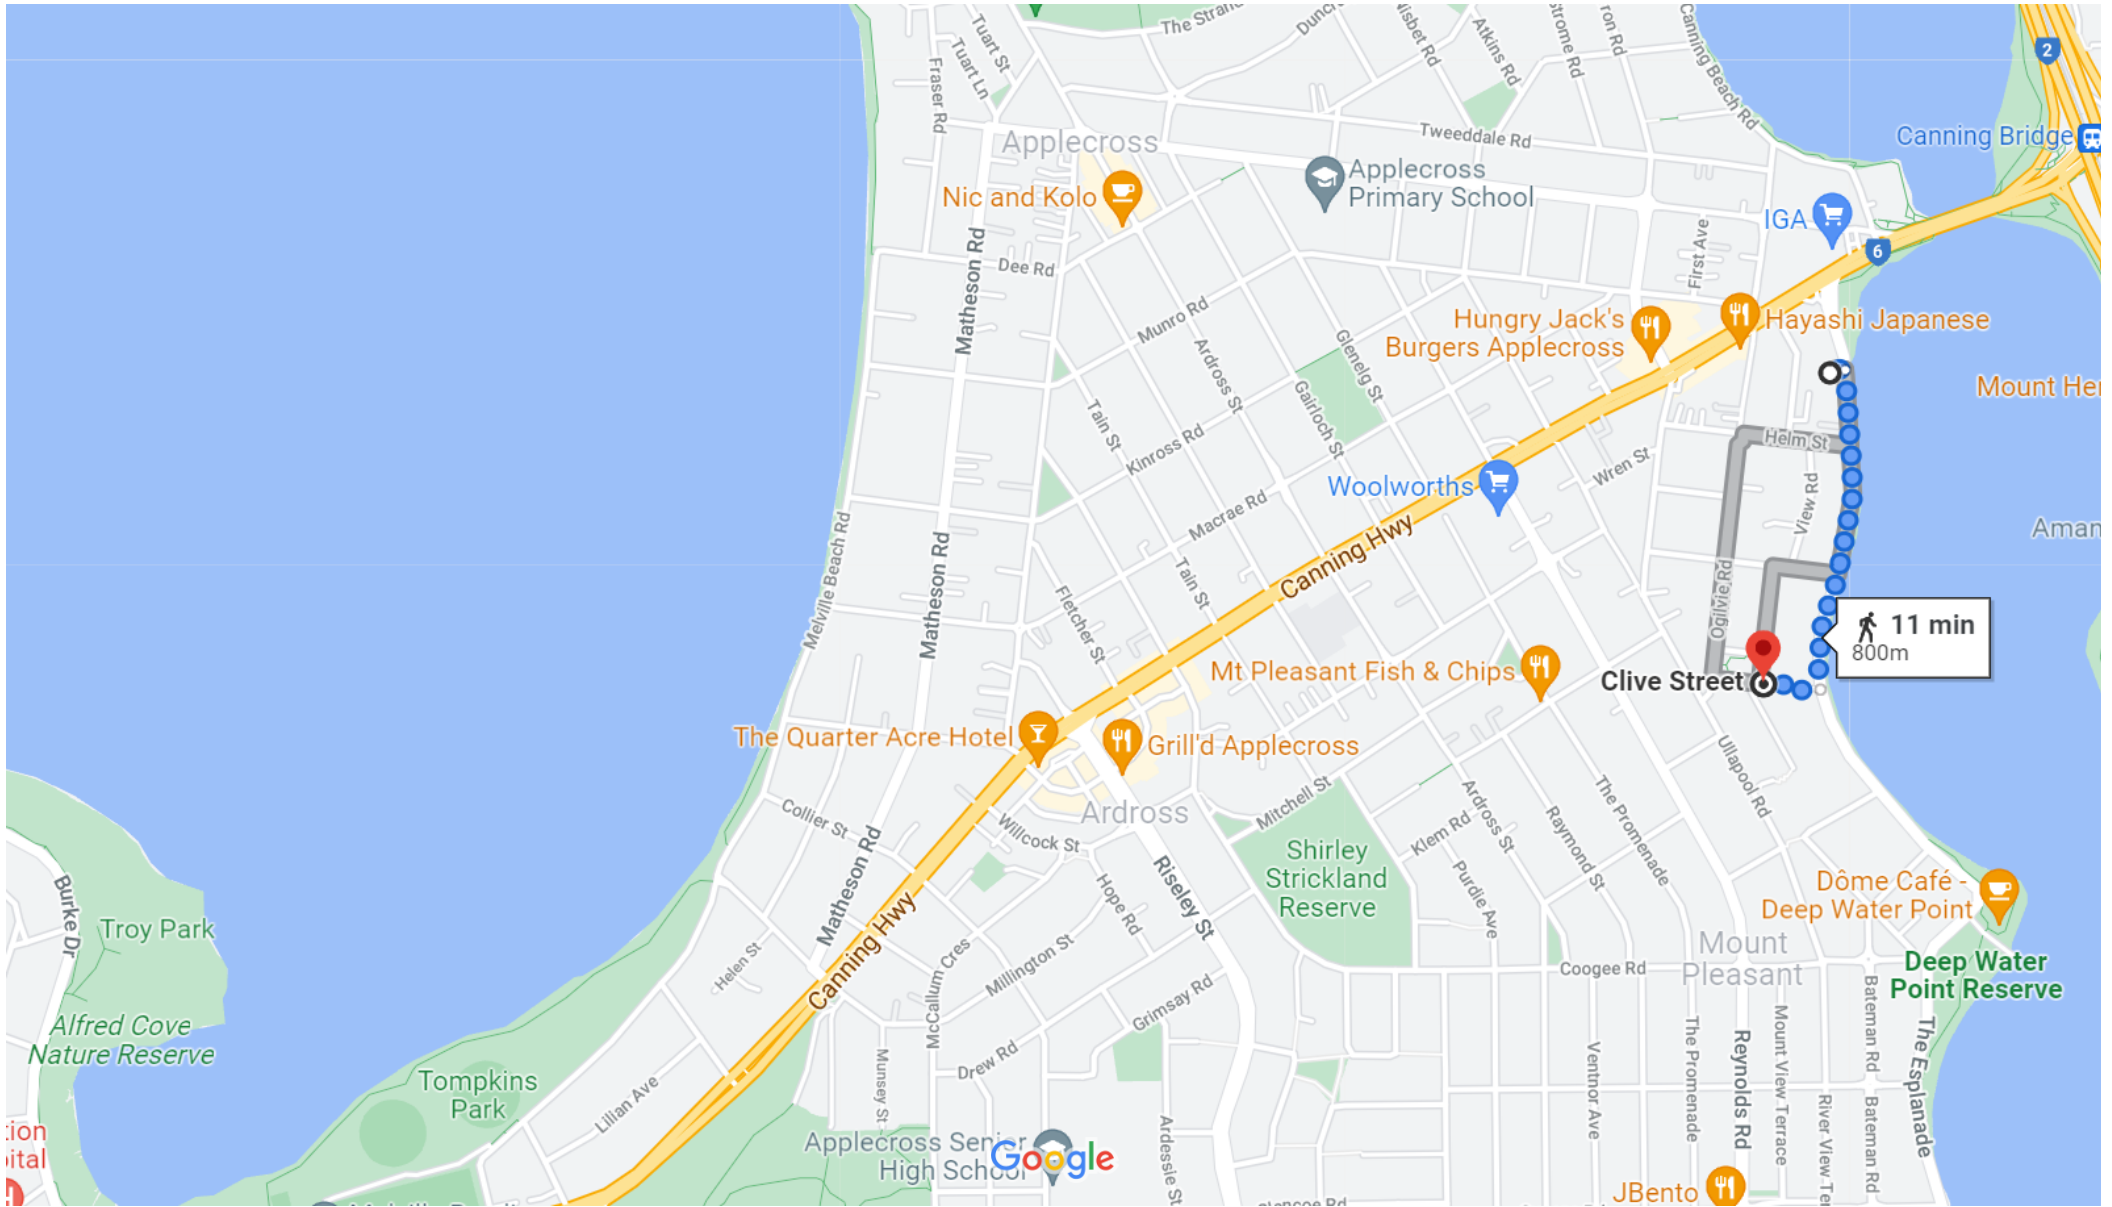 The Strand
Tuart St
Tuart Ln
Fraser Rd
Nisbet Rd
Atkins Rd
Canning Beach Rd
2
Canning Bridge
Tweeddale Rd
Applecross
Applecross
Primary School
Nic and Kolo
IGA
6
First Ave
Dee Rd
Matheson Rd
Munro Rd
Hungry Jack's
Burgers Applecross
Hayashi Japanese
Glenelg St
Ardross St
Gairloch St
Tain St
Kinross Rd
Helm St
Wren St
View Rd
Woolworths
Macrae Rd
Canning Hwy
Melville Beach Rd
Matheson Rd
Tain St
Fletcher St
Ogilvie Rd
11 min
800m
Mt Pleasant Fish & Chips
Clive Street
The Quarter Acre Hotel
Grill'd Applecross
Ullapool Rd
Ardross
Collier St
Willcock St
Mitchell St
Klem Rd
Ardross St
Raymond St
The Promenade
Purdie Ave
Shirley
Strickland
Reserve
Matheson Rd
Riseley St
Hope Rd
Burke Dr
Troy Park
Dôme Café -
Deep Water Point
Mount
Pleasant
Deep Water
Point Reserve
Coogee Rd
Canning Hwy
Helen St
McCallum Cres
Millington St
Grimsay Rd
Drew Rd
Munsey St
Alfred Cove
Nature Reserve
Tompkins
Park
Lillian Ave
Applecross Senior
High School
Google
Ardessie St
Ventnor Ave
The Promenade
Reynolds Rd
Mount View Terrace
River View Te
Bateman Rd
Bateman Rd
The Esplanade
JBento